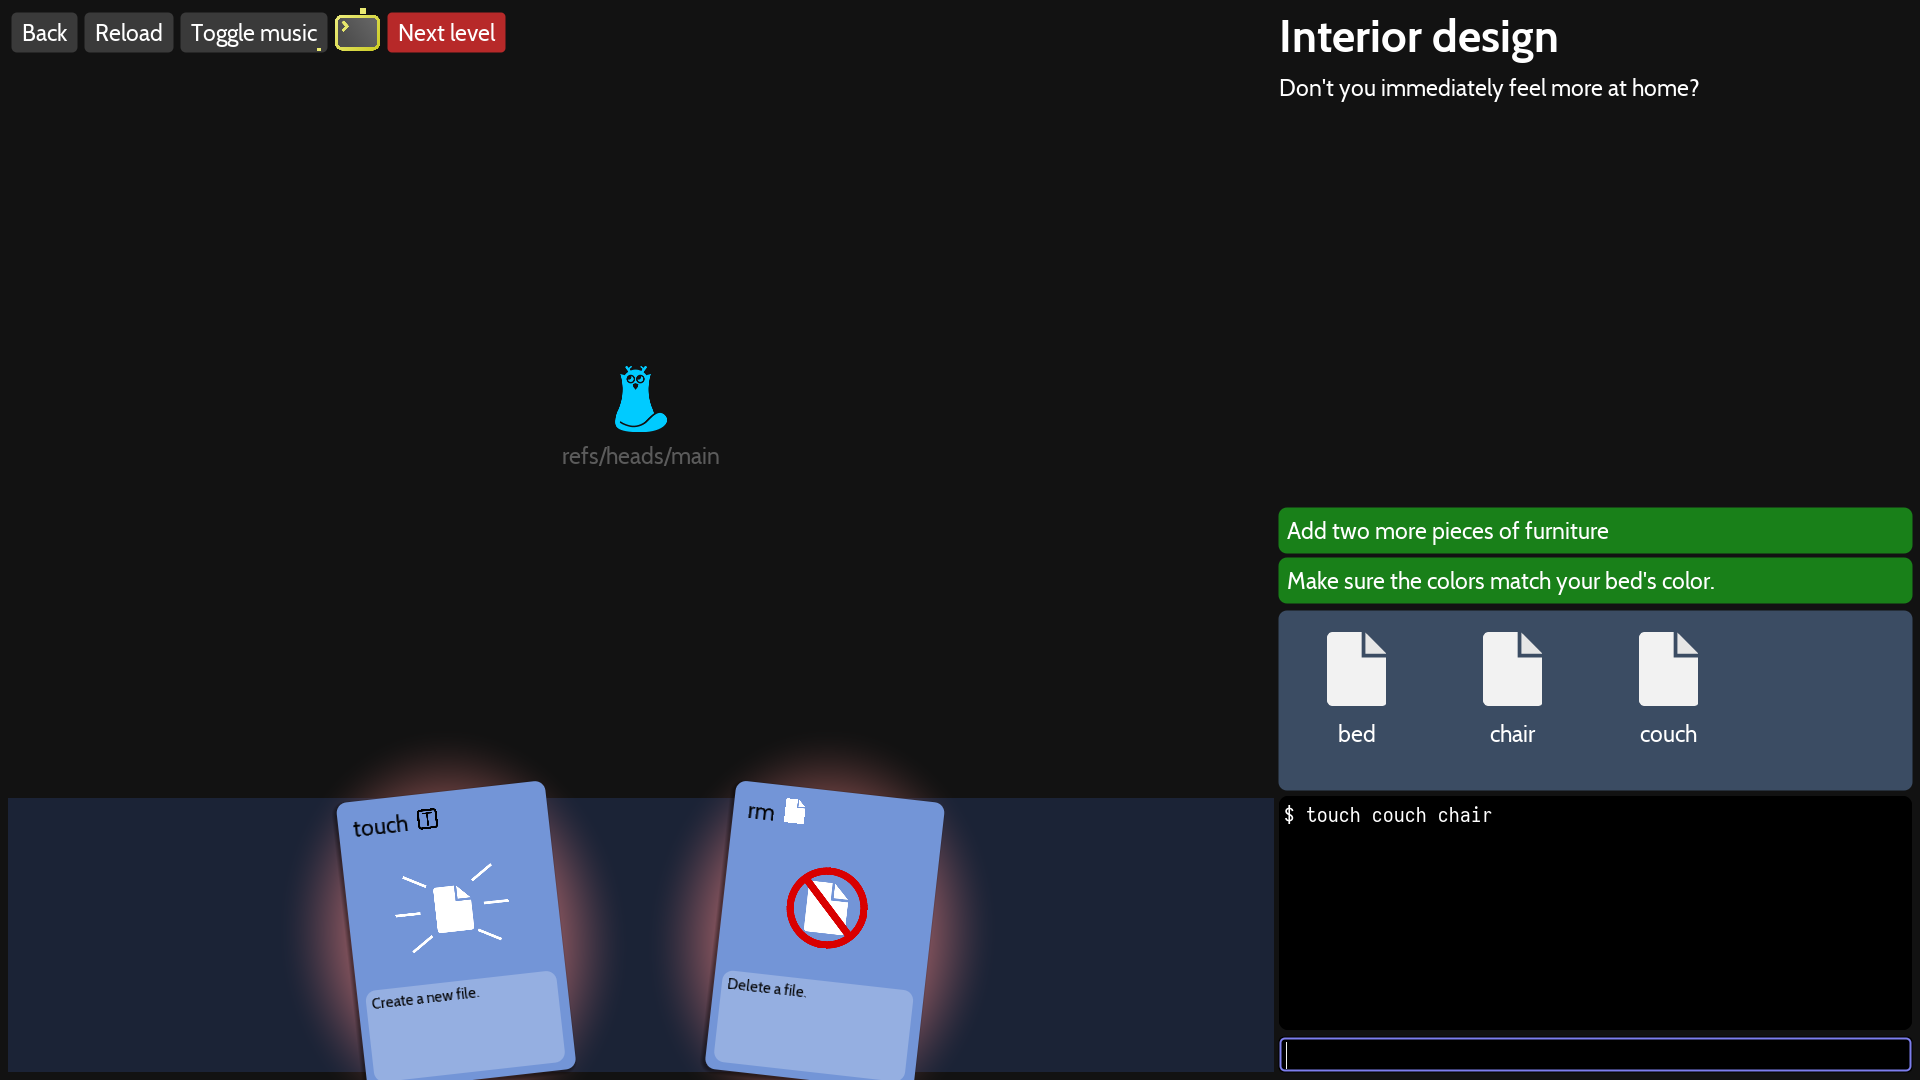 Back
Reload
Toggle music
Next level
Interior design
Don't you immediately feel more at home?
refs/heads/main
Add two more pieces of furniture
Make sure the colors match your bed's color.
bed
chair
couch
touch T
Create a new file.
rm
Delete a file.
$ touch couch chair